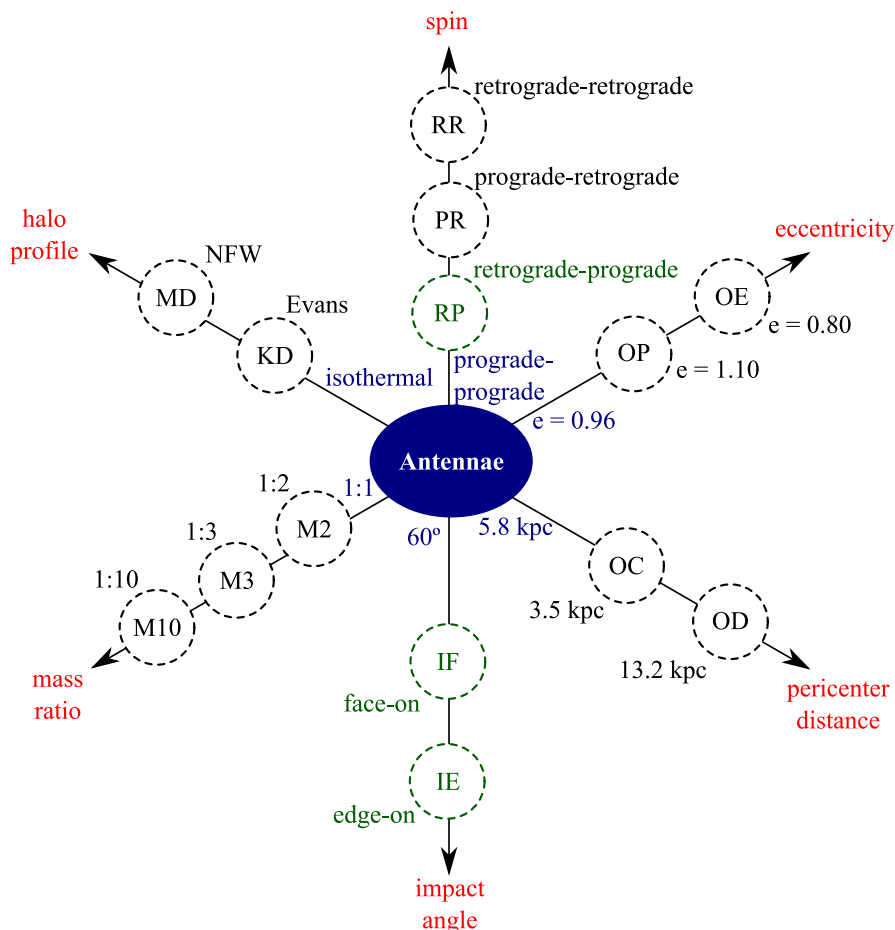 spin
retrograde-retrograde
RR
prograde-retrograde
PR
retrograde-prograde
RP
prograde-
prograde
halo
profile
NFW
MD
Evans
KD
isothermal
eccentricity
OE
e = 0.80
OP
e = 1.10
e = 0.96
Antennae
1:1
1:2
M2
1:3
M3
1:10
M10
mass
ratio
60º
IF
face-on
IE
edge-on
impact
angle
5.8 kpc
OC
3.5 kpc
OD
13.2 kpc
pericenter
distance